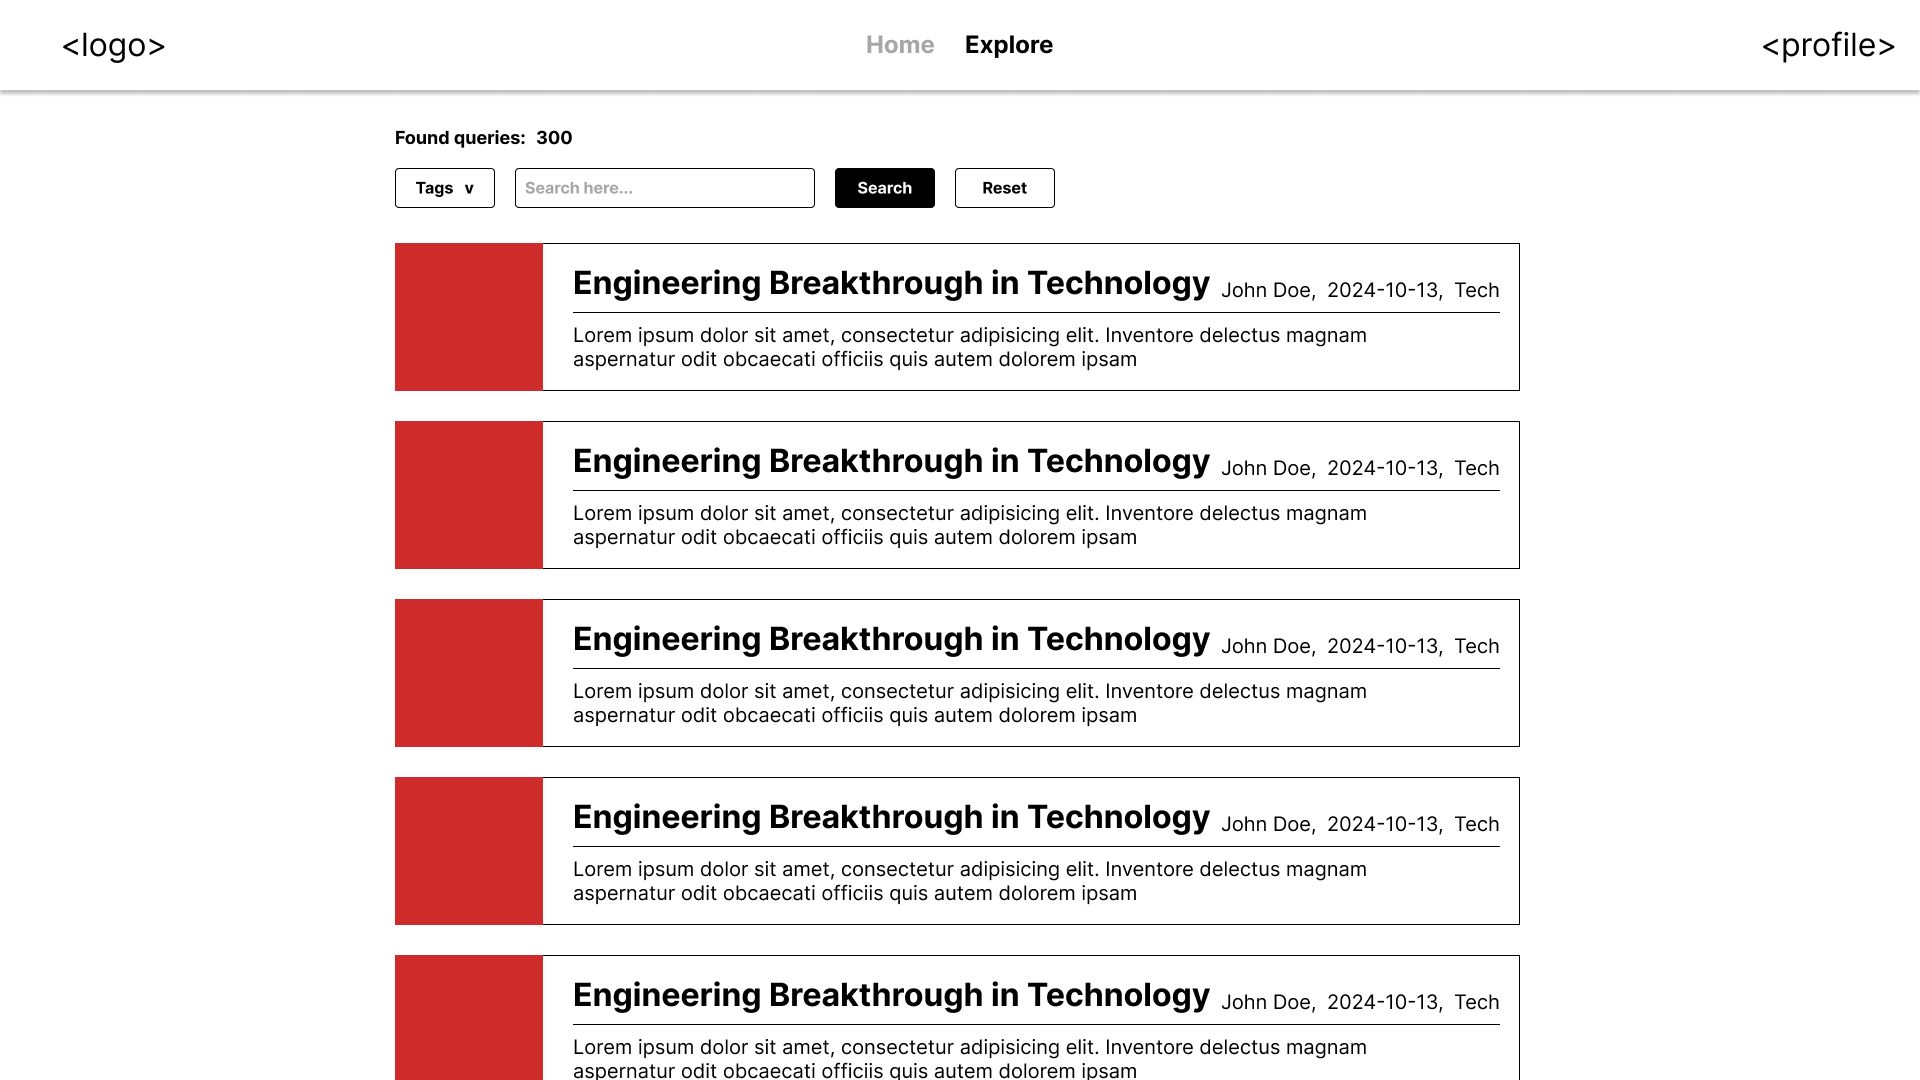 <logo> Home Explore <profile>
Found queries: 300
Tags v Search here... Search Reset
Engineering Breakthrough in Technology John Doe, 2024-10-13, Tech
Lorem ipsum dolor sit amet, consectetur adipisicing elit. Inventore delectus magnam
aspernatur odit obcaecati officiis quis autem dolorem ipsam
Engineering Breakthrough in Technology John Doe, 2024-10-13, Tech
Lorem ipsum dolor sit amet, consectetur adipisicing elit. Inventore delectus magnam
aspernatur odit obcaecati officiis quis autem dolorem ipsam
Engineering Breakthrough in Technology John Doe, 2024-10-13, Tech
Lorem ipsum dolor sit amet, consectetur adipisicing elit. Inventore delectus magnam
aspernatur odit obcaecati officiis quis autem dolorem ipsam
Engineering Breakthrough in Technology John Doe, 2024-10-13, Tech
Lorem ipsum dolor sit amet, consectetur adipisicing elit. Inventore delectus magnam
aspernatur odit obcaecati officiis quis autem dolorem ipsam
Engineering Breakthrough in Technology John Doe, 2024-10-13, Tech
Lorem ipsum dolor sit amet, consectetur adipisicing elit. Inventore delectus magnam
aspernatur odit obcaecati officiis quis autem dolorem ipsam